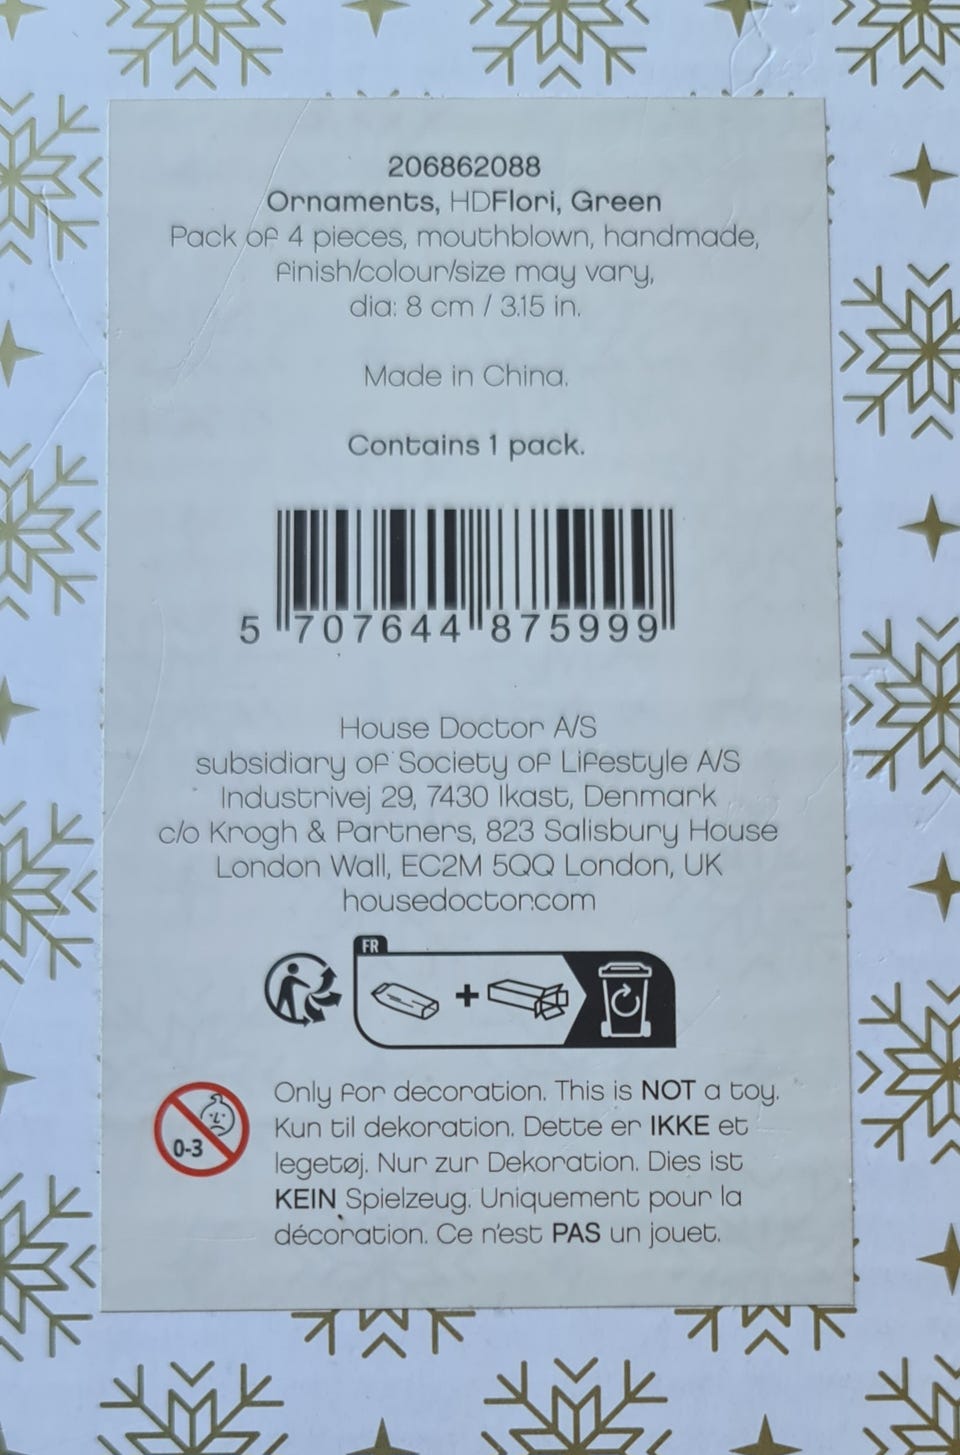 206862088
Ornaments, HDFlori, Green
Pack of 4 pieces, mouthblown, handmade,
finish/colour/size may vary,
dia: 8 cm / 3.15 in.
Made in China.
Contains 1 pack.
5 707644 875999
House Doctor A/S
subsidiary of Society of Lifestyle A/S
Industrivej 29, 7430 Ikast, Denmark
c/o Krogh & Partners, 823 Salisbury House
London Wall, EC2M 5QQ London, UK
housedoctor.com
FR
+
0-3
Only for decoration. This is NOT a toy.
Kun til dekoration. Dette er IKKE et
legetøj. Nur zur Dekoration. Dies ist
KEIN Spielzeug. Uniquement pour la
décoration. Ce n'est PAS un jouet.